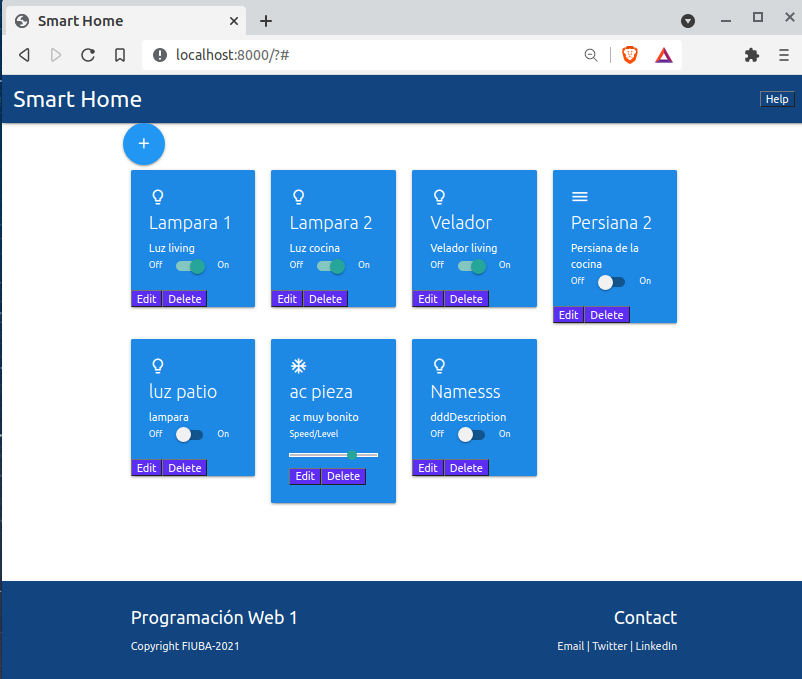 Smart Home
localhost:8000/?#
Smart Home
Help
+
Lampara 1
Luz living
Off On
Edit Delete
Lampara 2
Luz cocina
Off On
Edit Delete
Velador
Velador living
Off On
Edit Delete
Persiana 2
Persiana de la
cocina
Off On
Edit Delete
luz patio
lampara
Off On
Edit Delete
ac pieza
ac muy bonito
Speed/Level
Edit Delete
Namesss
dddDescription
Off On
Edit Delete
Programación Web 1
Copyright FIUBA-2021
Contact
Email | Twitter | LinkedIn